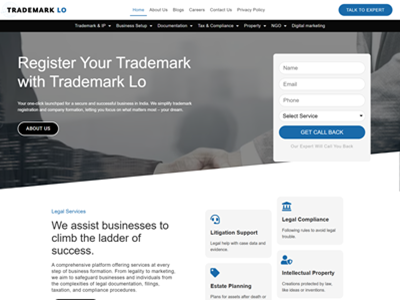 TRADEMARK LO
Home About Us Blogs Careers Contact Us Privacy Policy
TALK TO EXPERT
Trademark & IP Business Setup Documentation Tax & Compliance Property NGO Digital marketing
Register Your Trademark
with Trademark Lo
Your one-click launchpad for a secure and successful business in India. We simplify trademark
registration and company formation, letting you focus on what matters most – your dream.
ABOUT US
Name
Email
Phone
Select Service
GET CALL BACK
Our Expert Will Call You Back
Legal Services
We assist businesses to
climb the ladder of
success.
A comprehensive platform offering services at every
step of business formation. From legality to marketing,
we aim to safeguard businesses and individuals from
the complexities of legal documentation, filings,
taxation, and compliance procedures.
Litigation Support
Legal help with case data and
evidence.
Estate Planning
Plans for assets after death or
Legal Compliance
Following rules to avoid legal
trouble.
Intellectual Property
Creations protected by law,
like ideas or inventions.